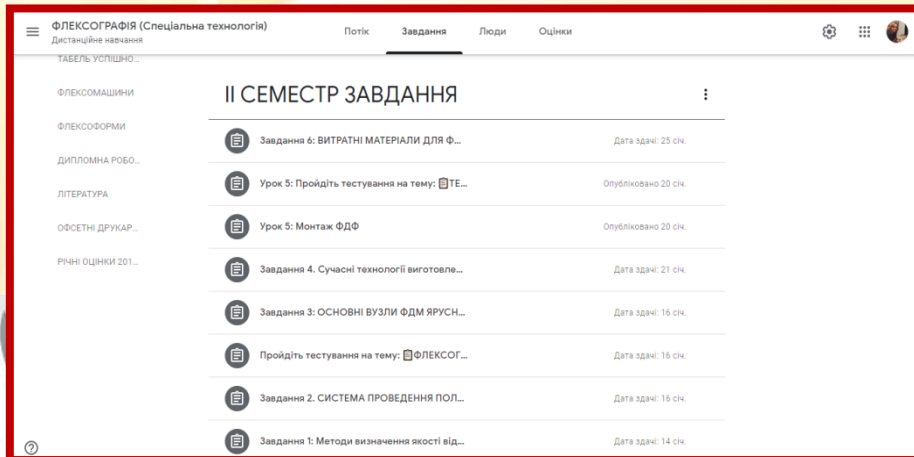 ФЛЕКСОГРАФІЯ (Спеціальна технологія)
Дистанційне навчання
Потік Завдання Люди Оцінки
ТАБЕЛЬ УСПІШНО...
ФЛЕКСОМАШИНИ
ФЛЕКСОФОРМИ
ДИПЛОМНА РОБО...
ЛІТЕРАТУРА
ОФСЕТНІ ДРУКАР...
РІЧНІ ОЦІНКИ 201...
ІІ СЕМЕСТР ЗАВДАННЯ
Завдання 6: ВИТРАТНІ МАТЕРІАЛИ ДЛЯ Ф... Дата здачі: 25 січ.
Урок 5: Пройдіть тестування на тему: 📋ТЕ... Опубліковано 20 січ.
Урок 5: Монтаж ФДФ Опубліковано 20 січ.
Завдання 4. Сучасні технології виготовле... Дата здачі: 21 січ.
Завдання 3: ОСНОВНІ ВУЗЛИ ФДМ ЯРУСН... Дата здачі: 16 січ.
Пройдіть тестування на тему: 📋ФЛЕКСОГ... Дата здачі: 16 січ.
Завдання 2. СИСТЕМА ПРОВЕДЕННЯ ПОЛ... Дата здачі: 16 січ.
Завдання 1: Методи визначення якості від... Дата здачі: 14 січ.